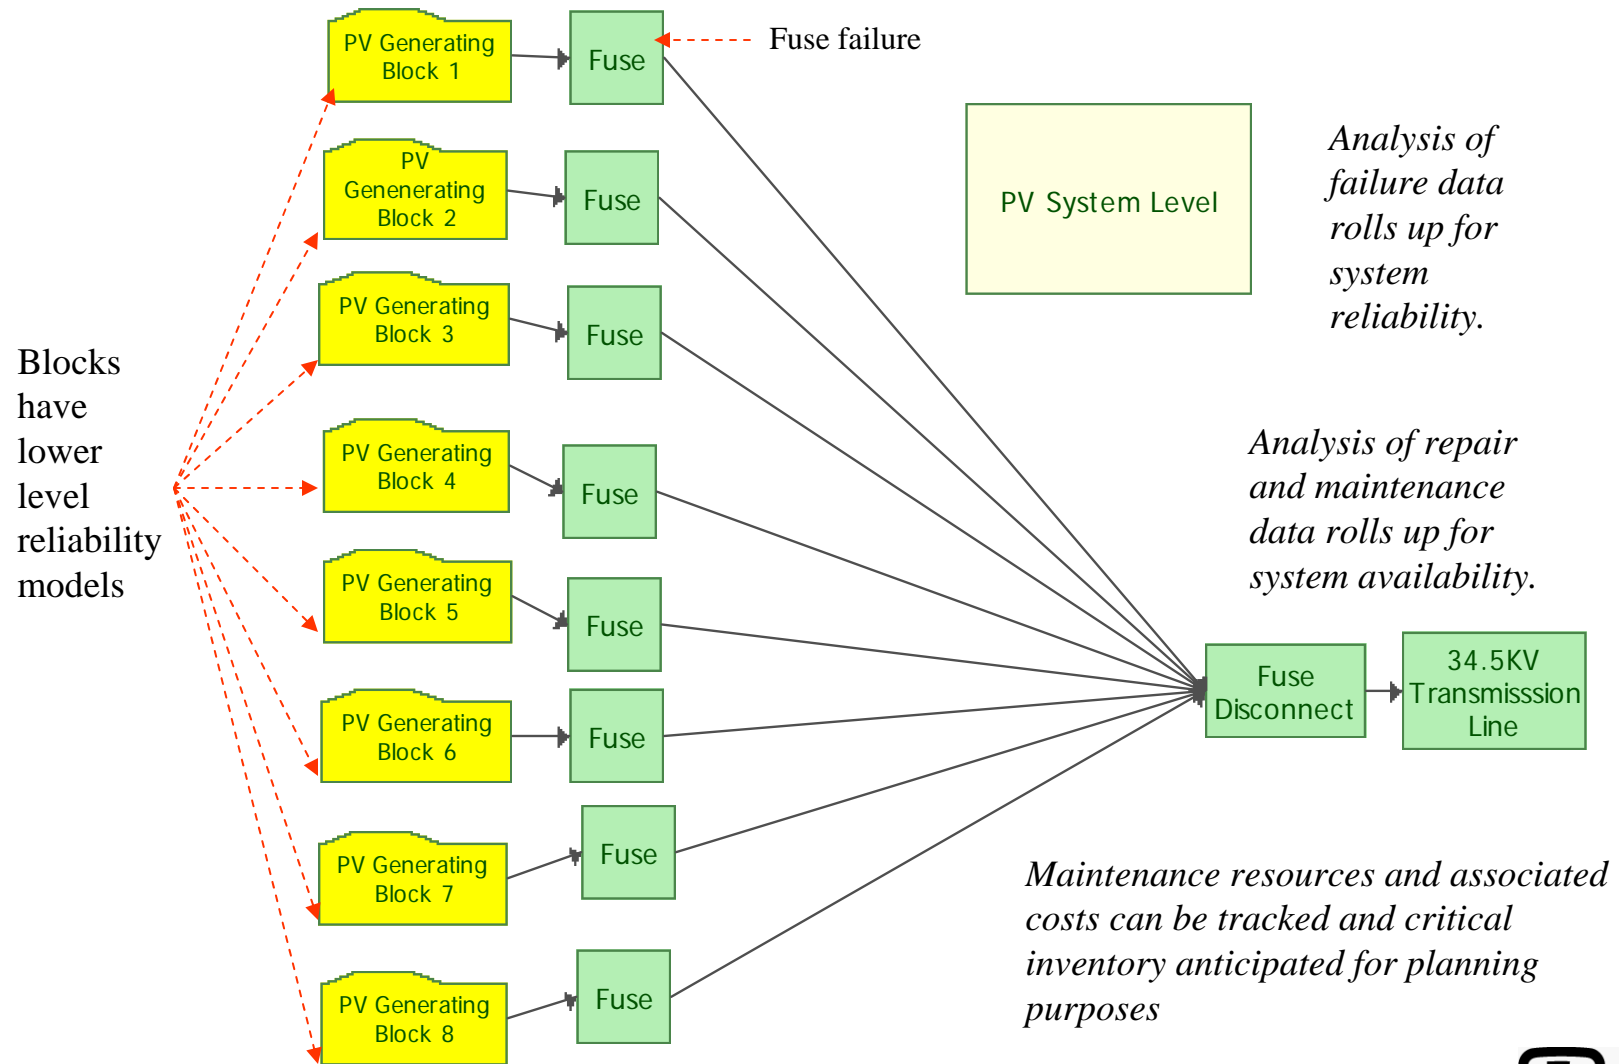 PV Generating
Block 1
Fuse
Fuse failure
PV
Genenerating
Block 2
Fuse
PV Generating
Block 3
Fuse
PV Generating
Block 4
Fuse
PV Generating
Block 5
Fuse
PV Generating
Block 6
Fuse
PV Generating
Block 7
Fuse
PV Generating
Block 8
Fuse
Blocks
have
lower
level
reliability
models
PV System Level
Analysis of
failure data
rolls up for
system
reliability.
Analysis of repair
and maintenance
data rolls up for
system availability.
Fuse
Disconnect
34.5KV
Transmisssion
Line
Maintenance resources and associated
costs can be tracked and critical
inventory anticipated for planning
purposes